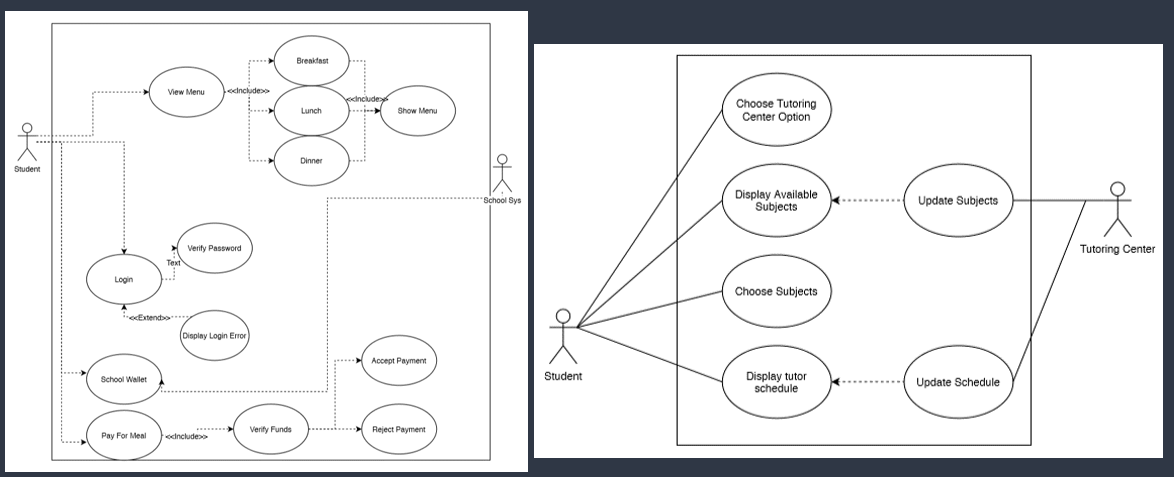 Breakfast
View Menu
<<Include>>
Lunch
<<Include>>
Show Menu
Dinner
Student
School Sys
Verify Password
Text
Login
<<Extend>>
Display Login Error
School Wallet
Accept Payment
Pay For Meal
<<Include>>
Verify Funds
Reject Payment
Choose Tutoring
Center Option
Display Available
Subjects
Update Subjects
Tutoring Center
Choose Subjects
Student
Display tutor
schedule
Update Schedule